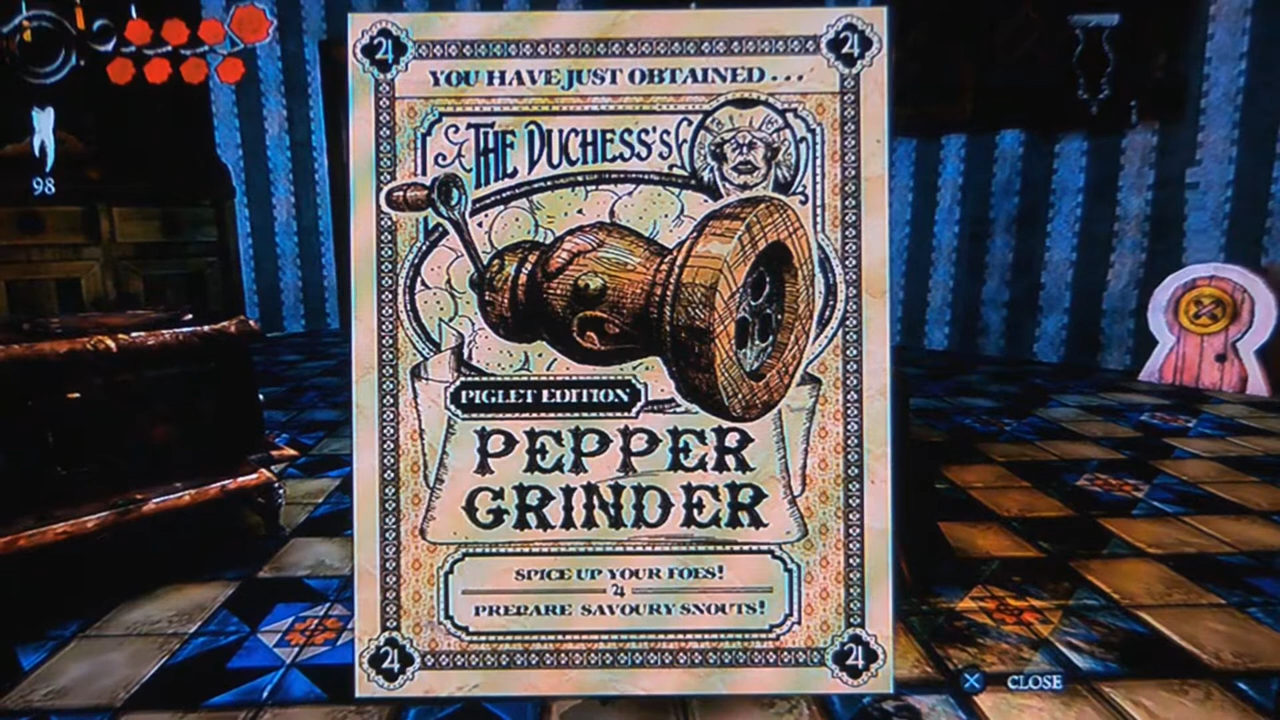 YOU HAVE JUST OBTAINED...
THE DUCHESS'S
98
PIGLET EDITION
PEPPER
GRINDER
SPICE UP YOUR FOES!
PREPARE SAVOURY SNOUTS!
CLOSE